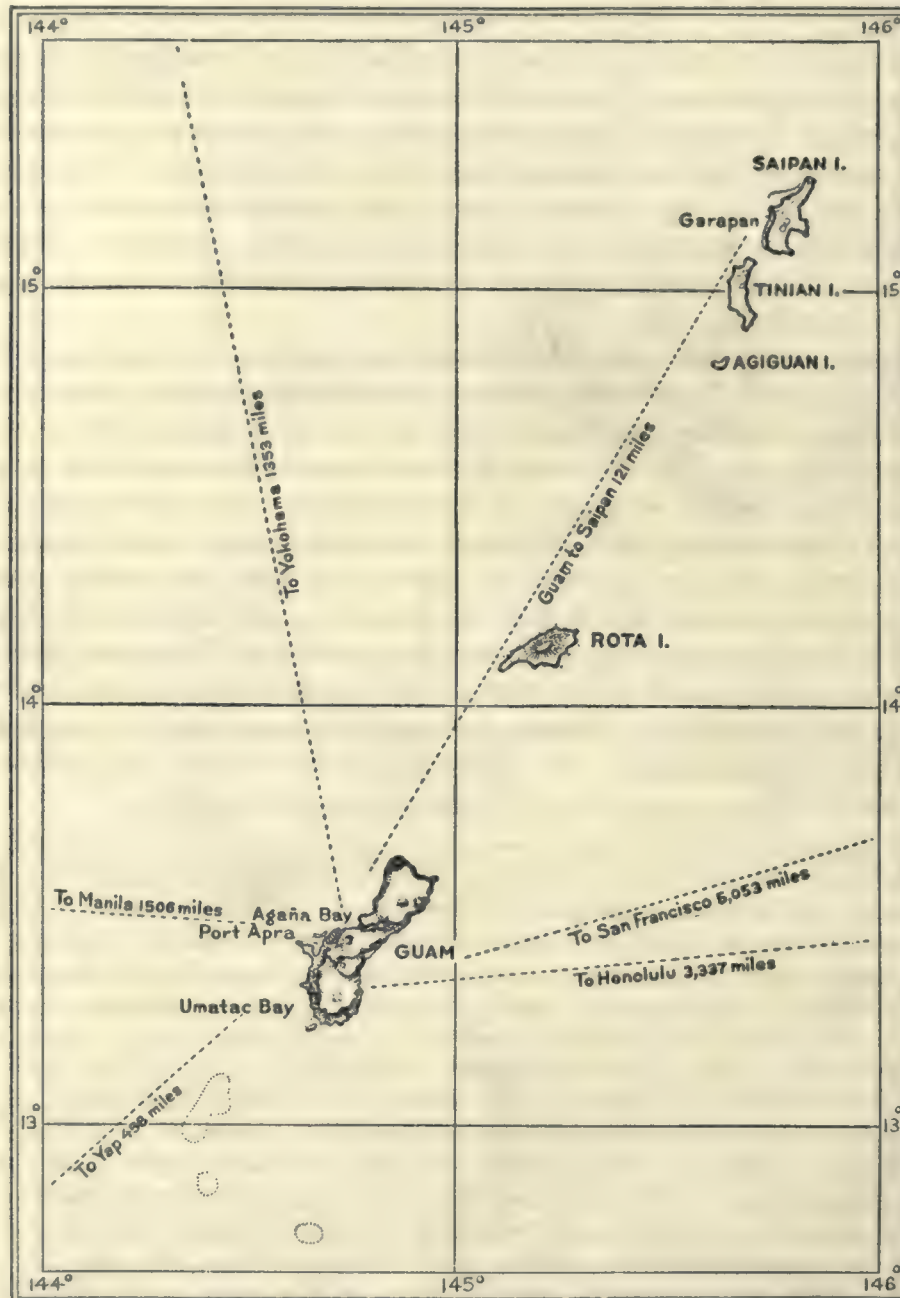 144° 145° 146°
SAIPAN I.
Garapan
15° TINIAN I. 15°
AGIGUAN I.
To Yokohama 1353 miles
Guam to Saipan 121 miles
ROTA I.
14° 14°
To Manila 1506 miles
Agaña Bay
Port Apra
GUAM
To San Francisco 5,053 miles
To Honolulu 3,337 miles
Umatac Bay
13° 13°
To Yap 458 miles
144° 145° 146°